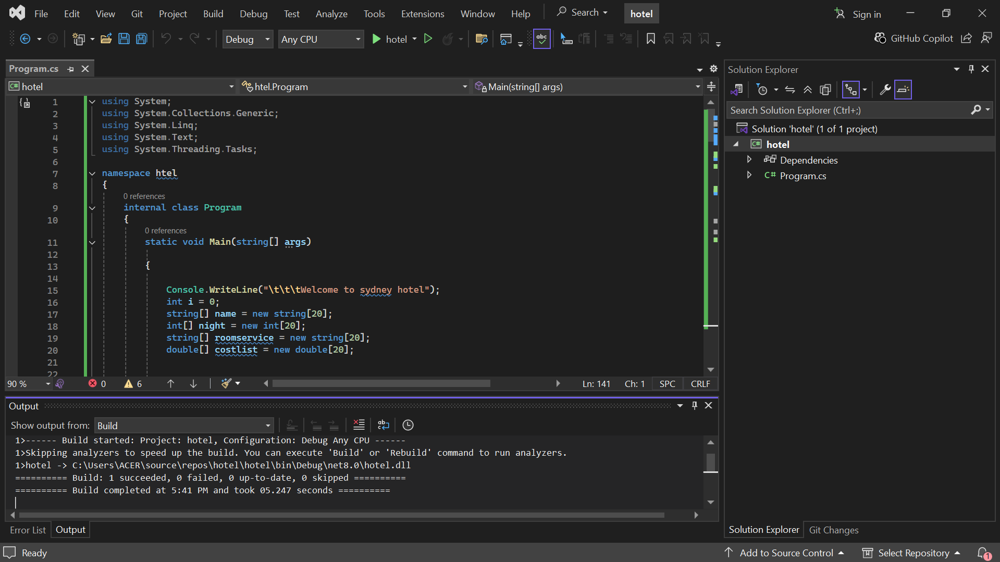 File Edit View Git Project Build Debug Test Analyze Tools Extensions Window Help Search hotel Sign in
Debug Any CPU hotel abc GitHub Copilot
Program.cs
hotel htel.Program Main(string[] args)
1 using System;
2 using System.Collections.Generic;
3 using System.Linq;
4 using System.Text;
5 using System.Threading.Tasks;
6
7 namespace htel
8 {
0 references
9 internal class Program
10 {
0 references
11 static void Main(string[] args)
12
13 {
14
15 Console.WriteLine("\t\t\tWelcome to sydney hotel");
16 int i = 0;
17 string[] name = new string[20];
18 int[] night = new int[20];
19 string[] roomservice = new string[20];
20 double[] costlist = new double[20];
21
22
90 % 0 6 Ln: 141 Ch: 1 SPC CRLF
Output
Show output from: Build
1>------ Build started: Project: hotel, Configuration: Debug Any CPU ------
1>Skipping analyzers to speed up the build. You can execute 'Build' or 'Rebuild' command to run analyzers.
1>hotel -> C:\Users\ACER\source\repos\hotel\hotel\bin\Debug\net8.0\hotel.dll
========== Build: 1 succeeded, 0 failed, 0 up-to-date, 0 skipped ==========
========== Build completed at 5:41 PM and took 05.247 seconds ==========
Error List Output
Solution Explorer
Search Solution Explorer (Ctrl+;)
Solution 'hotel' (1 of 1 project)
C# hotel
Dependencies
C# Program.cs
Solution Explorer Git Changes
Ready Add to Source Control Select Repository 1